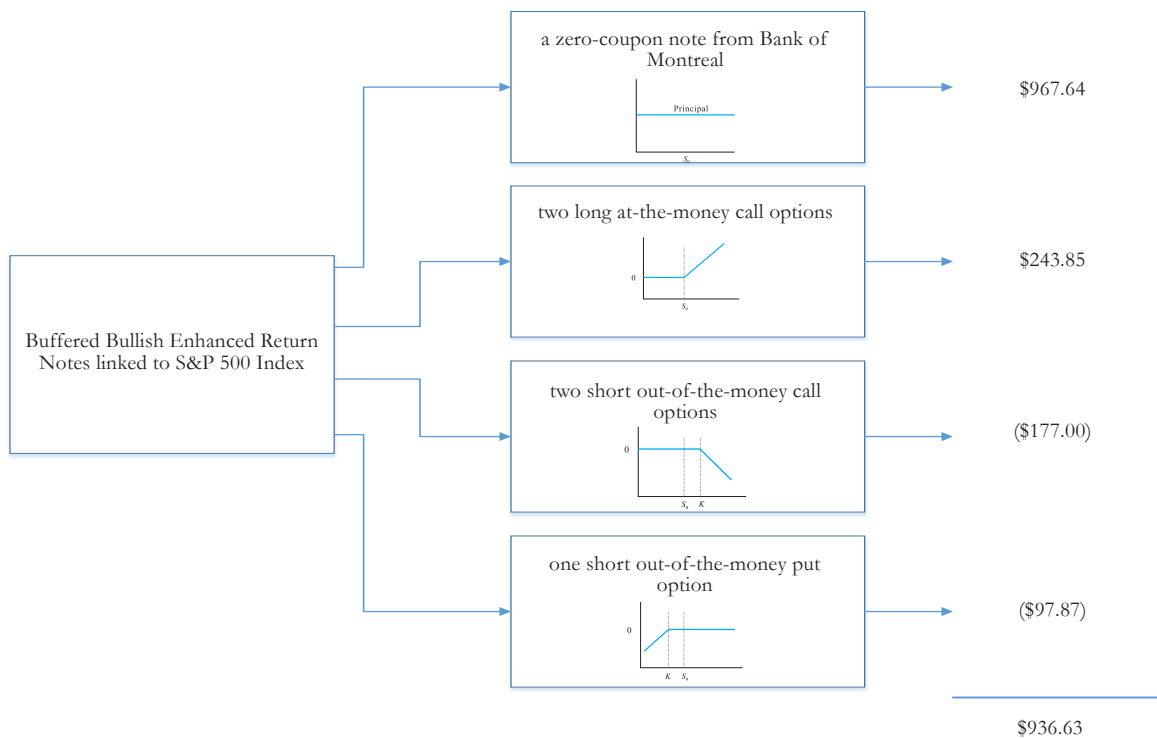 a zero-coupon note from Bank of
Montreal
Principal
S₀
$967.64
two long at-the-money call options
0
S₀
$243.85
Buffered Bullish Enhanced Return
Notes linked to S&P 500 Index
two short out-of-the-money call
options
0
S₀ K
($177.00)
one short out-of-the-money put
option
0
K S₀
($97.87)
$936.63